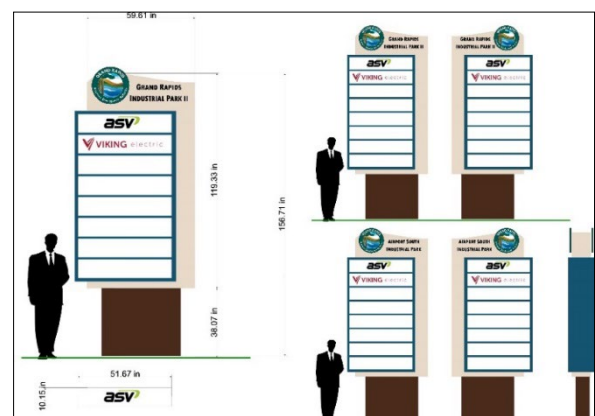 59.61 in
GRAND RAPIDS
INDUSTRIAL PARK II
asv
VIKING electric
119.33 in
156.71 in
38.07 in
51.67 in
10.15 in
asv
GRAND RAPIDS
INDUSTRIAL PARK II
asv
VIKING electric
GRAND RAPIDS
INDUSTRIAL PARK II
asv
VIKING electric
AIRPORT SOUTH
INDUSTRIAL PARK
asv
VIKING electric
AIRPORT SOUTH
INDUSTRIAL PARK
asv
VIKING electric